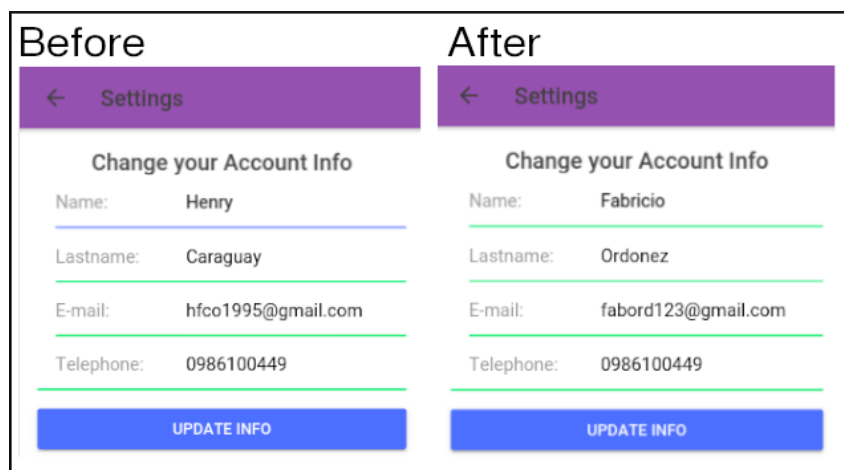 Before
Settings
Change your Account Info
Name: Henry
Lastname: Caraguay
E-mail: hfco1995@gmail.com
Telephone: 0986100449
UPDATE INFO
After
Settings
Change your Account Info
Name: Fabricio
Lastname: Ordonez
E-mail: fabord123@gmail.com
Telephone: 0986100449
UPDATE INFO